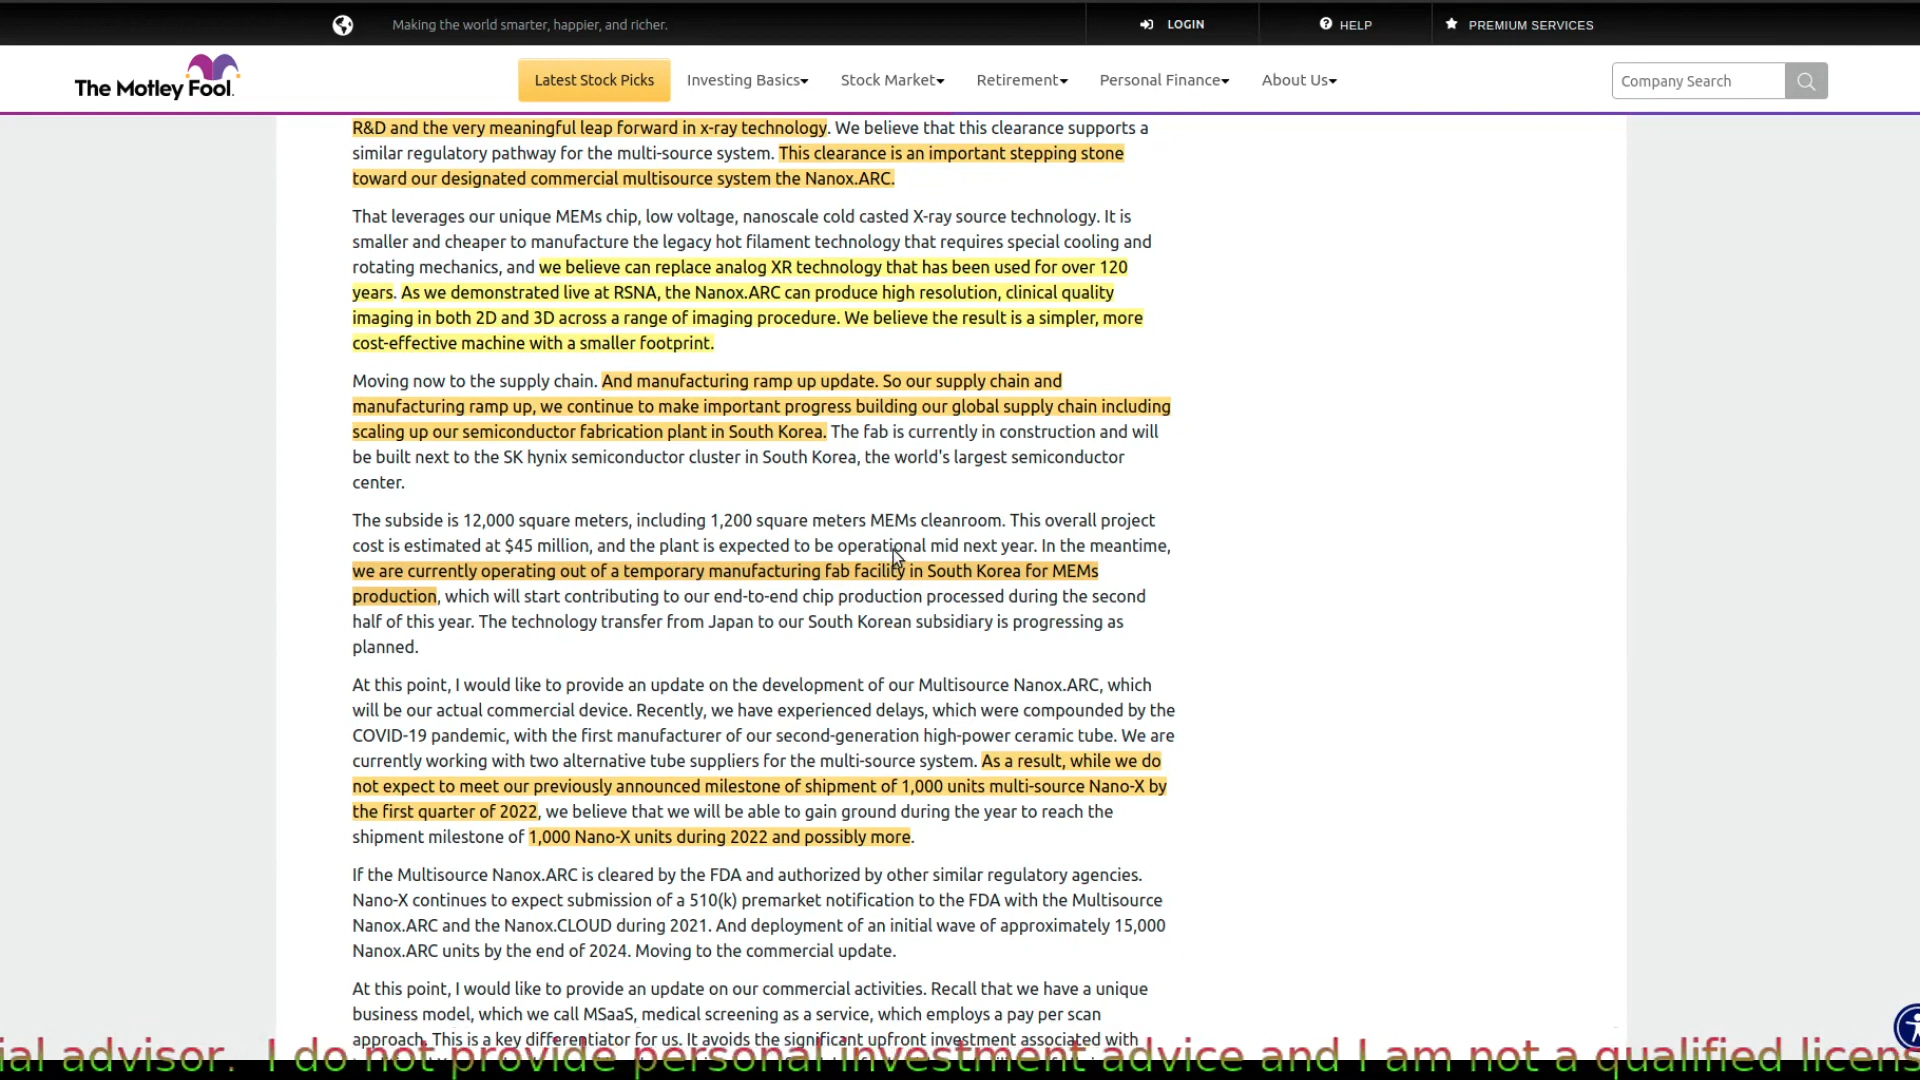 Making the world smarter, happier, and richer.
LOGIN
HELP
PREMIUM SERVICES
The Motley Fool.
Latest Stock Picks
Investing Basics
Stock Market
Retirement
Personal Finance
About Us
Company Search
R&D and the very meaningful leap forward in x-ray technology. We believe that this clearance supports a
similar regulatory pathway for the multi-source system. This clearance is an important stepping stone
toward our designated commercial multisource system the Nanox.ARC.
That leverages our unique MEMs chip, low voltage, nanoscale cold casted X-ray source technology. It is
smaller and cheaper to manufacture the legacy hot filament technology that requires special cooling and
rotating mechanics, and we believe can replace analog XR technology that has been used for over 120
years. As we demonstrated live at RSNA, the Nanox.ARC can produce high resolution, clinical quality
imaging in both 2D and 3D across a range of imaging procedure. We believe the result is a simpler, more
cost-effective machine with a smaller footprint.
Moving now to the supply chain. And manufacturing ramp up update. So our supply chain and
manufacturing ramp up, we continue to make important progress building our global supply chain including
scaling up our semiconductor fabrication plant in South Korea. The fab is currently in construction and will
be built next to the SK hynix semiconductor cluster in South Korea, the world's largest semiconductor
center.
The subside is 12,000 square meters, including 1,200 square meters MEMs cleanroom. This overall project
cost is estimated at $45 million, and the plant is expected to be operational mid next year. In the meantime,
we are currently operating out of a temporary manufacturing fab facility in South Korea for MEMs
production, which will start contributing to our end-to-end chip production processed during the second
half of this year. The technology transfer from Japan to our South Korean subsidiary is progressing as
planned.
At this point, I would like to provide an update on the development of our Multisource Nanox.ARC, which
will be our actual commercial device. Recently, we have experienced delays, which were compounded by the
COVID-19 pandemic, with the first manufacturer of our second-generation high-power ceramic tube. We are
currently working with two alternative tube suppliers for the multi-source system. As a result, while we do
not expect to meet our previously announced milestone of shipment of 1,000 units multi-source Nano-X by
the first quarter of 2022, we believe that we will be able to gain ground during the year to reach the
shipment milestone of 1,000 Nano-X units during 2022 and possibly more.
If the Multisource Nanox.ARC is cleared by the FDA and authorized by other similar regulatory agencies.
Nano-X continues to expect submission of a 510(k) premarket notification to the FDA with the Multisource
Nanox.ARC and the Nanox.CLOUD during 2021. And deployment of an initial wave of approximately 15,000
Nanox.ARC units by the end of 2024. Moving to the commercial update.
At this point, I would like to provide an update on our commercial activities. Recall that we have a unique
business model, which we call MSaaS, medical screening as a service, which employs a pay per scan
approach. This is a key differentiator for us. It avoids the significant upfront investment associated with
ial advisor. I do not provide personal investment advice and I am not a qualified licens